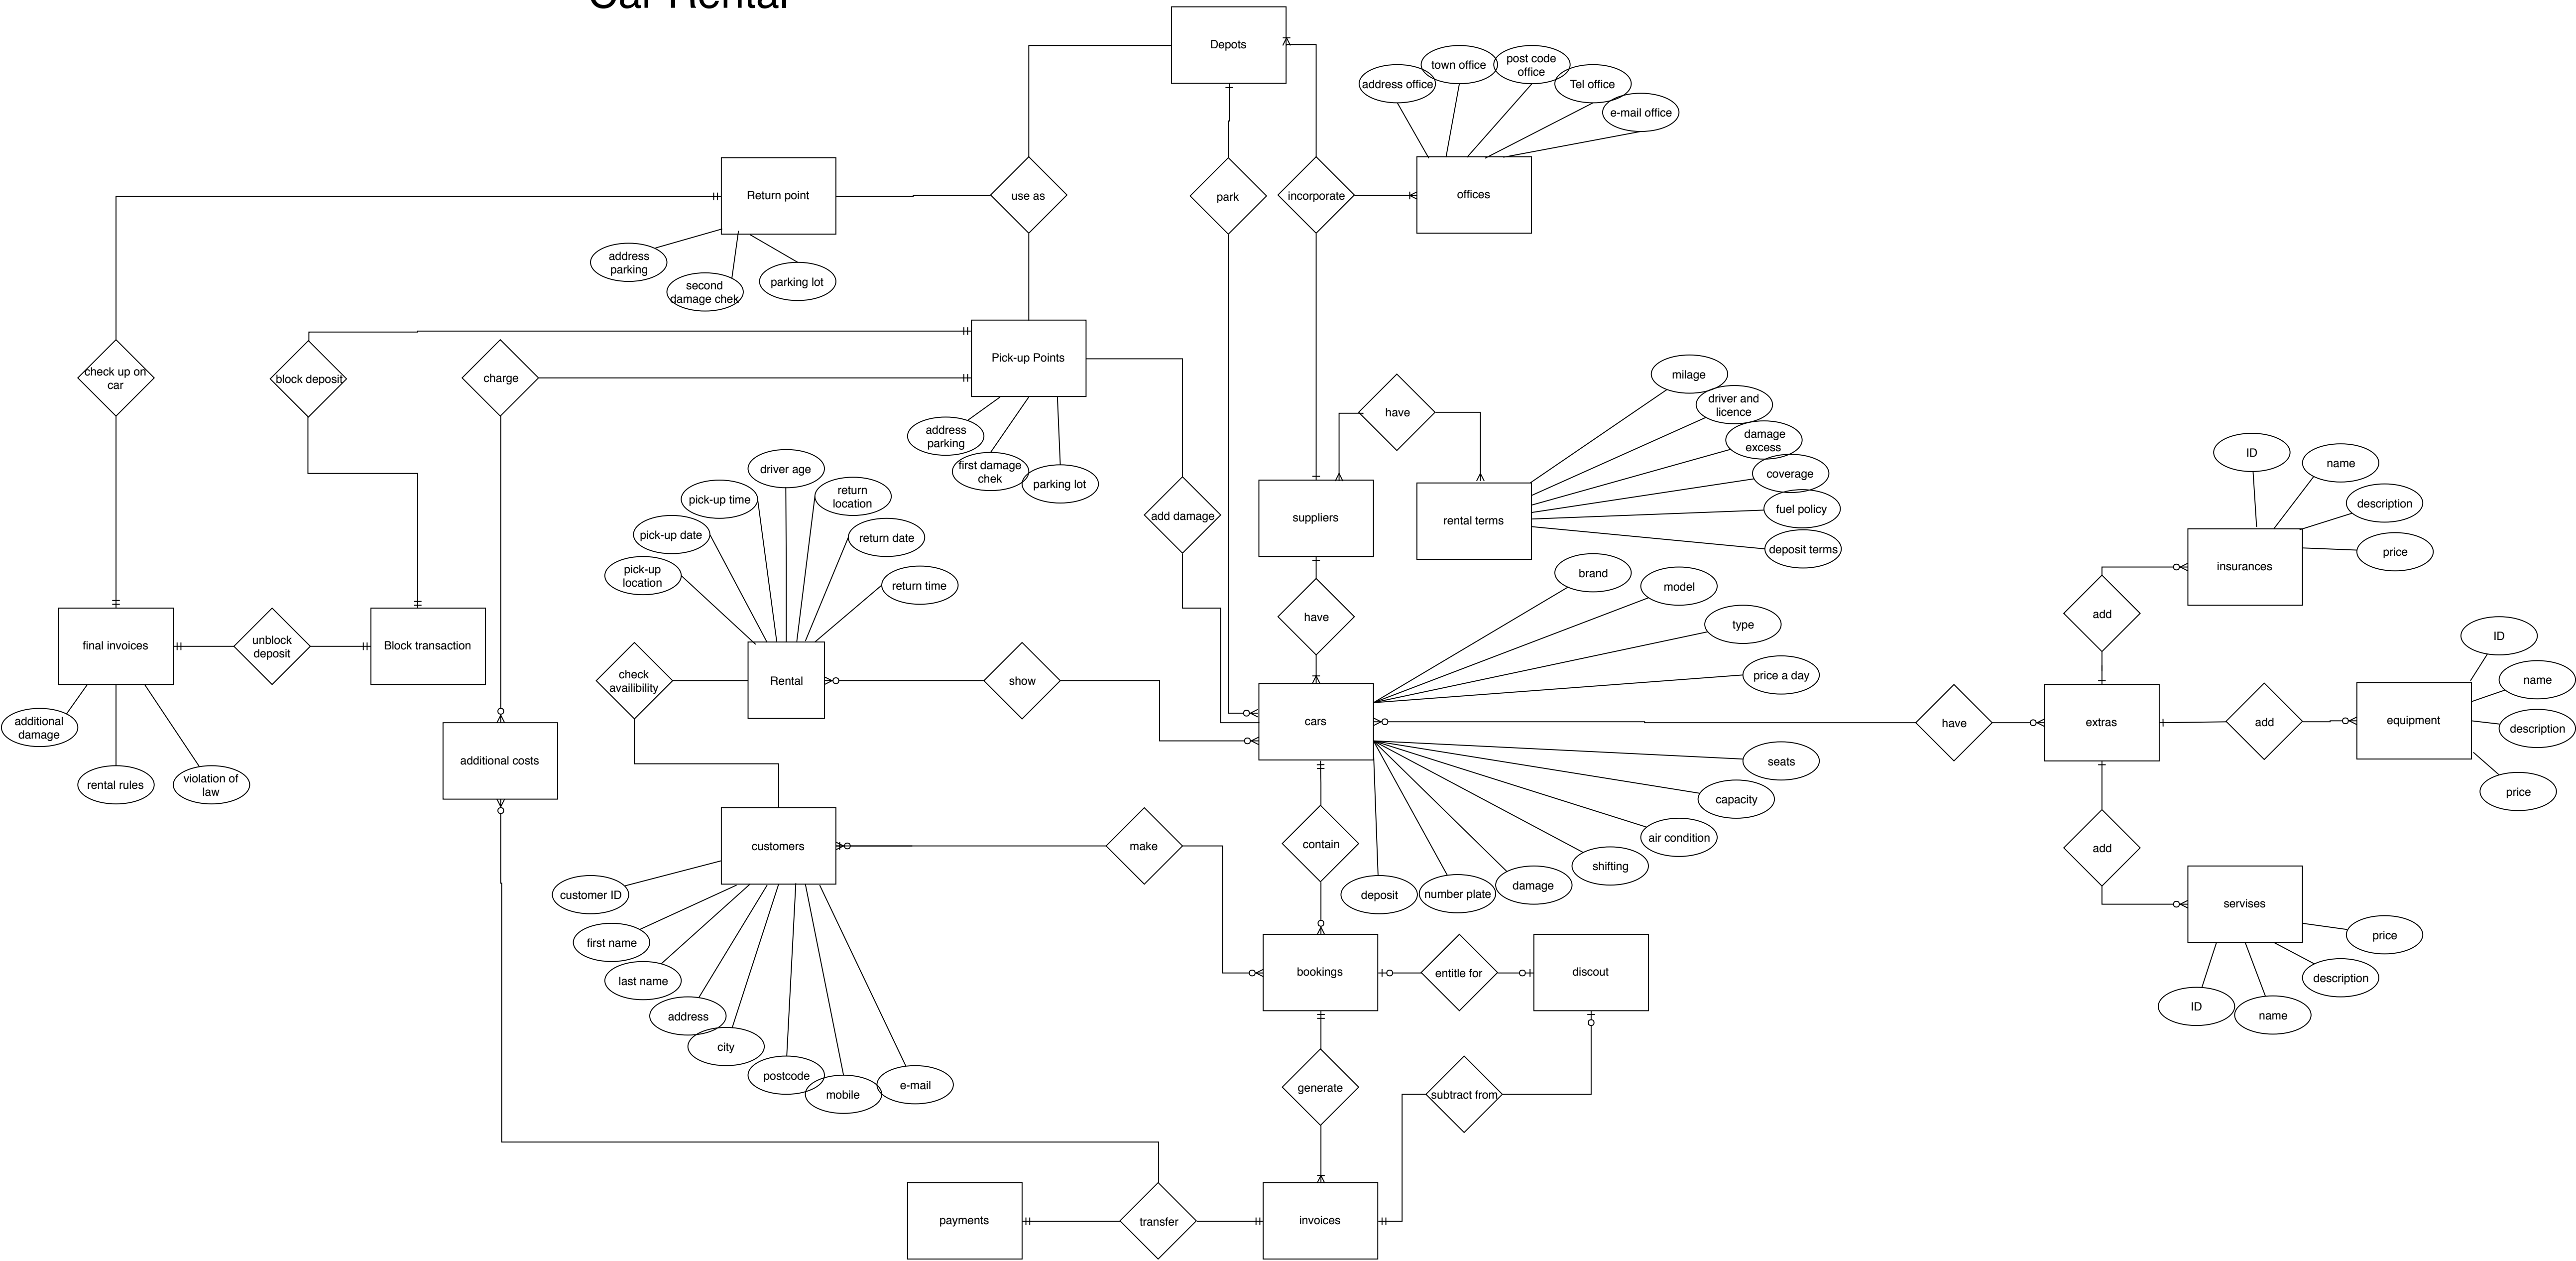 Car Rental
Depots
address office
town office
post code
office
Tel office
e-mail office
Return point
use as
park
incorporate
offices
address
parking
second
damage chek
parking lot
check up on
car
block deposit
charge
Pick-up Points
address
parking
first damage
chek
parking lot
have
milage
driver and
licence
damage
excess
coverage
fuel policy
deposit terms
suppliers
rental terms
add damage
driver age
pick-up time
return
location
pick-up date
return date
pick-up
location
return time
ID
name
description
price
insurances
add
final invoices
unblock
deposit
Block transaction
additional
damage
rental rules
violation of
law
additional costs
check
availibility
Rental
show
have
cars
brand
model
type
price a day
seats
capacity
air condition
shifting
damage
number plate
deposit
have
extras
add
equipment
ID
name
description
price
add
servises
price
description
name
ID
customers
make
contain
customer ID
first name
last name
address
city
postcode
mobile
e-mail
bookings
entitle for
discout
generate
subtract from
payments
transfer
invoices